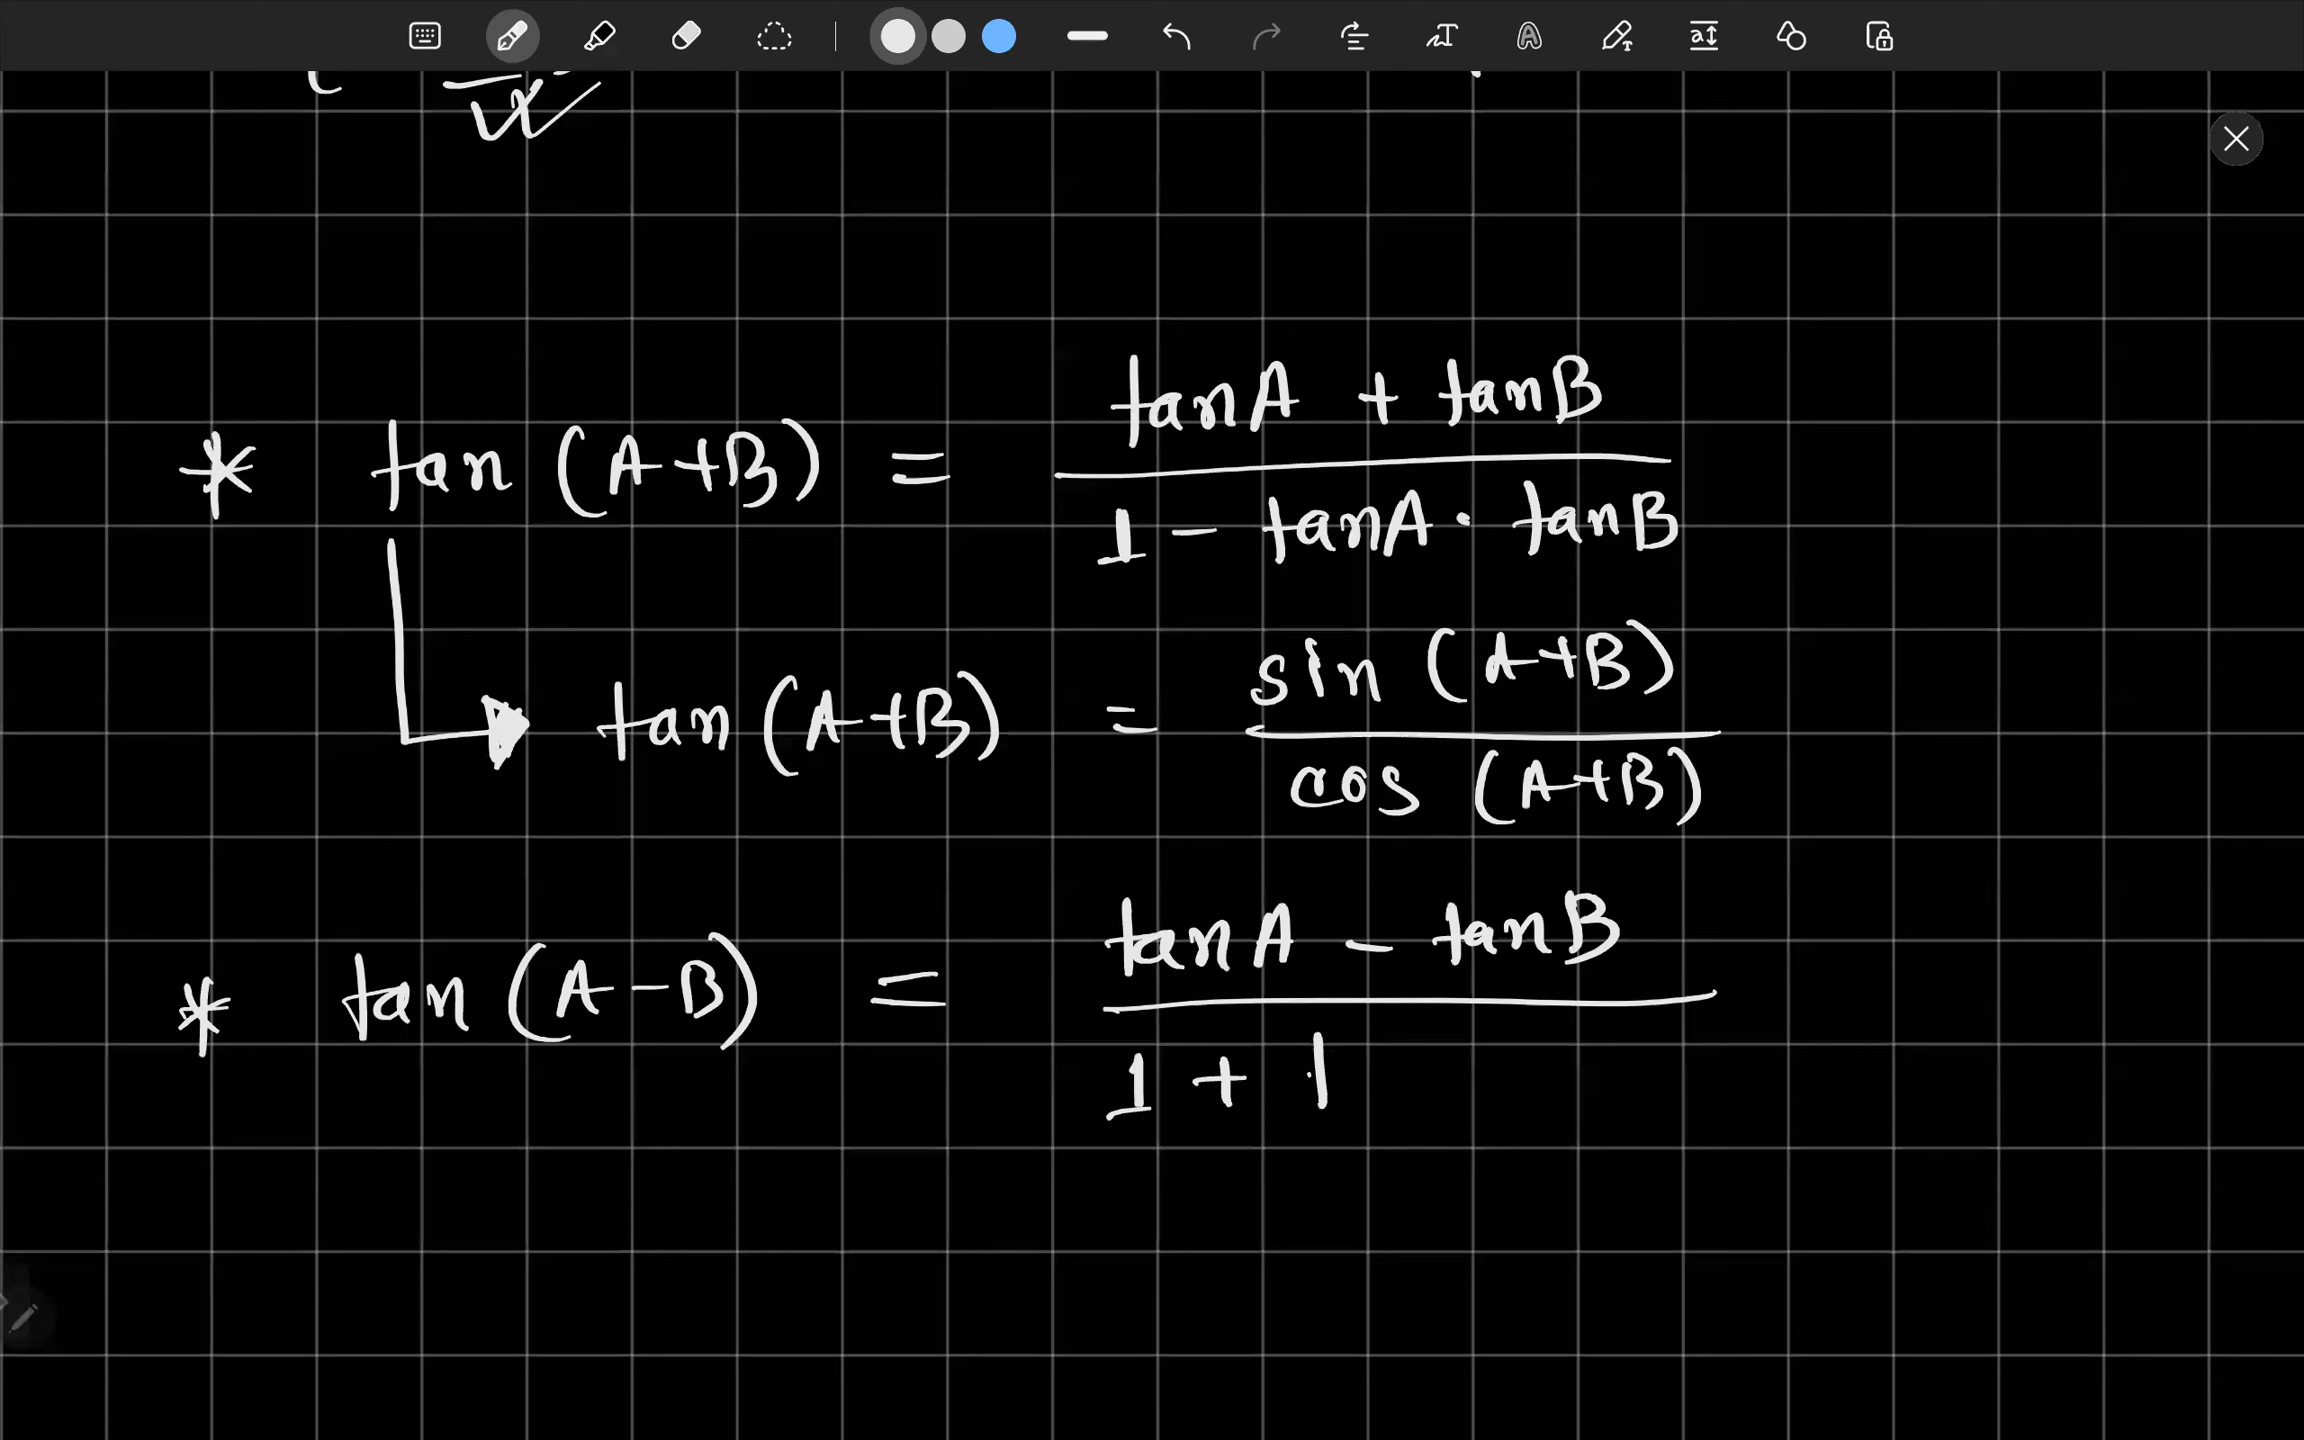 * tan (A+B) = tanA + tanB / 1 - tanA · tanB
tan (A+B) = sin (A+B) / cos (A+B)
* tan (A-B) = tanA - tanB / 1 +